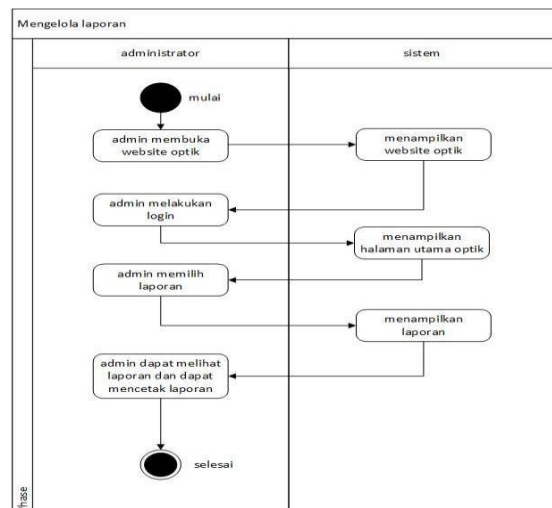 Mengelola laporan
administrator
sistem
mulai
admin membuka
website optik
menampilkan
website optik
admin melakukan
login
menampilkan
halaman utama optik
admin memilih
laporan
menampilkan
laporan
admin dapat melihat
laporan dan dapat
mencetak laporan
selesai